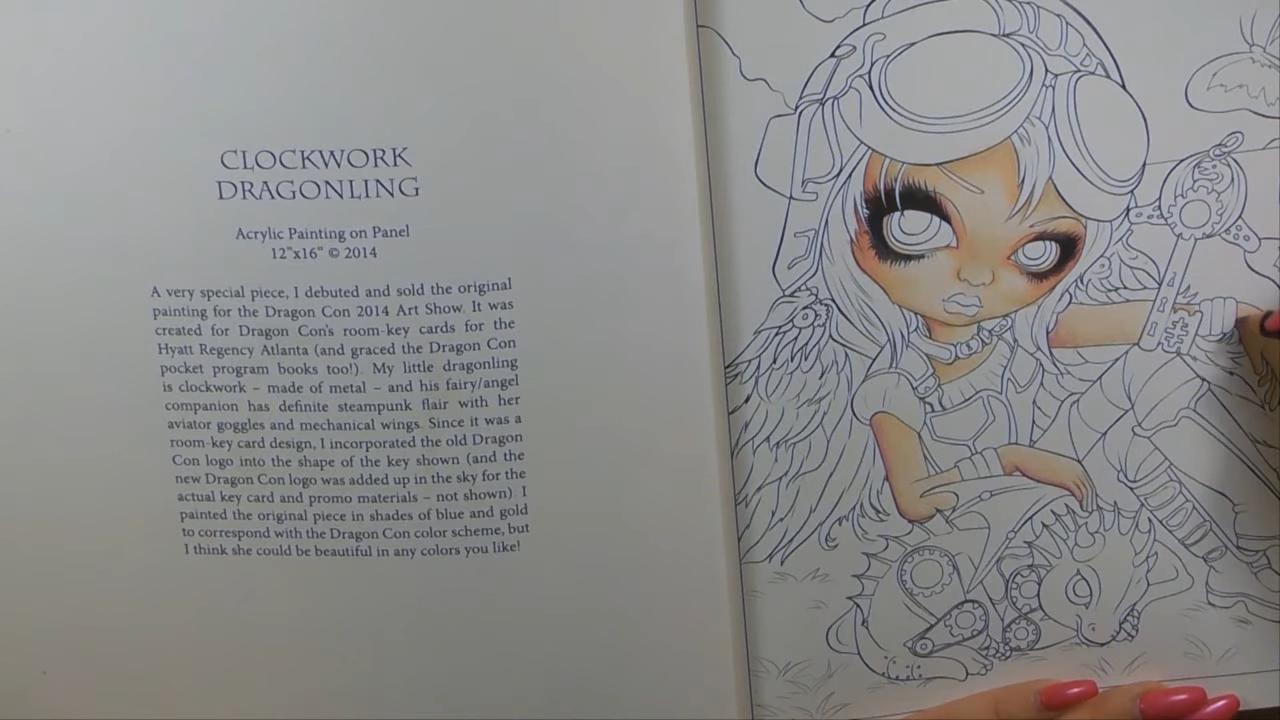 CLOCKWORK
DRAGONLING
Acrylic Painting on Panel
12"x16" © 2014
A very special piece, I debuted and sold the original
painting for the Dragon Con 2014 Art Show. It was
created for Dragon Con's room-key cards for the
Hyatt Regency Atlanta (and graced the Dragon Con
pocket program books too!). My little dragonling
is clockwork – made of metal – and his fairy/angel
companion has definite steampunk flair with her
aviator goggles and mechanical wings. Since it was a
room-key card design, I incorporated the old Dragon
Con logo into the shape of the key shown (and the
new Dragon Con logo was added up in the sky for the
actual key card and promo materials – not shown). I
painted the original piece in shades of blue and gold
to correspond with the Dragon Con color scheme, but
I think she could be beautiful in any colors you like!